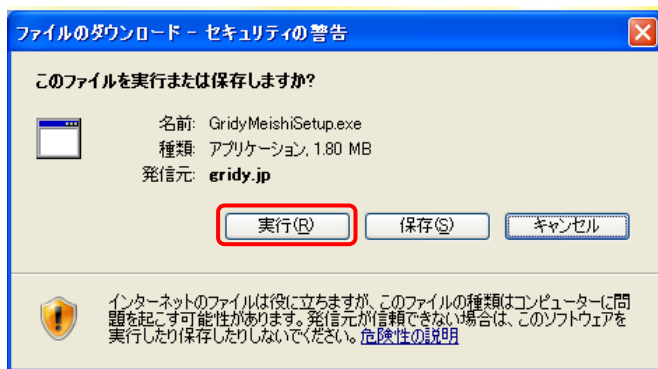 ファイルのダウンロード - セキュリティの警告
このファイルを実行または保存しますか?
名前: GridyMeishiSetup.exe
種類: アプリケーション, 1.80 MB
発信元: gridy.jp
実行(R) 保存(S) キャンセル
インターネットのファイルは役に立ちますが、このファイルの種類はコンピューターに問
題を起こす可能性があります。発信元が信頼できない場合は、このソフトウェアを
実行したり保存したりしないでください。危険性の説明